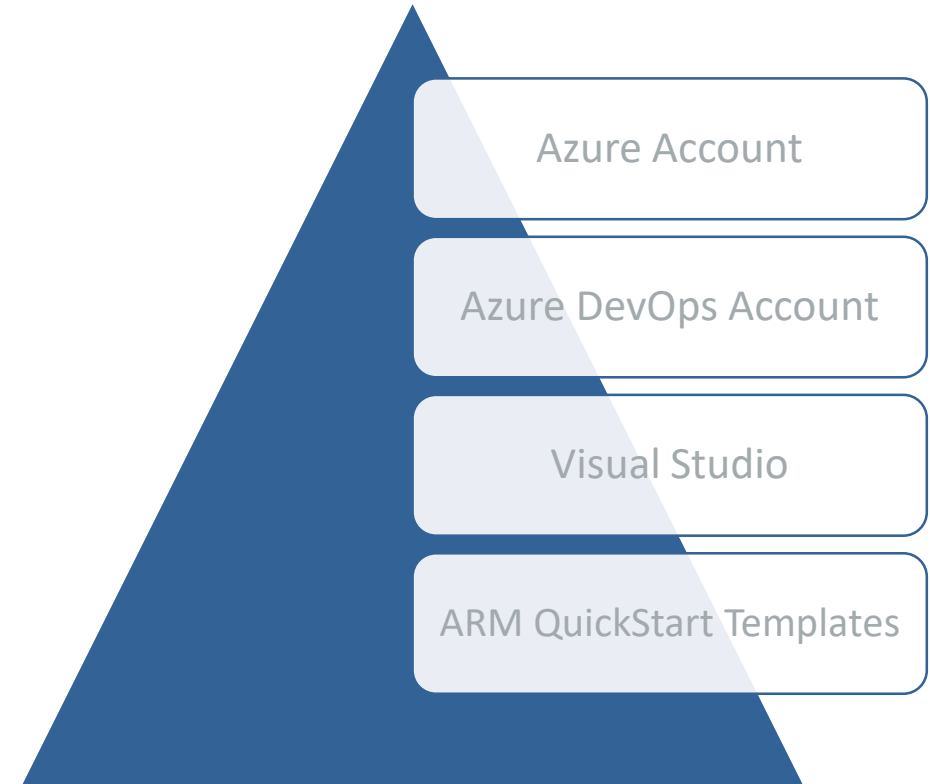 Azure Account
Azure DevOps Account
Visual Studio
ARM QuickStart Templates